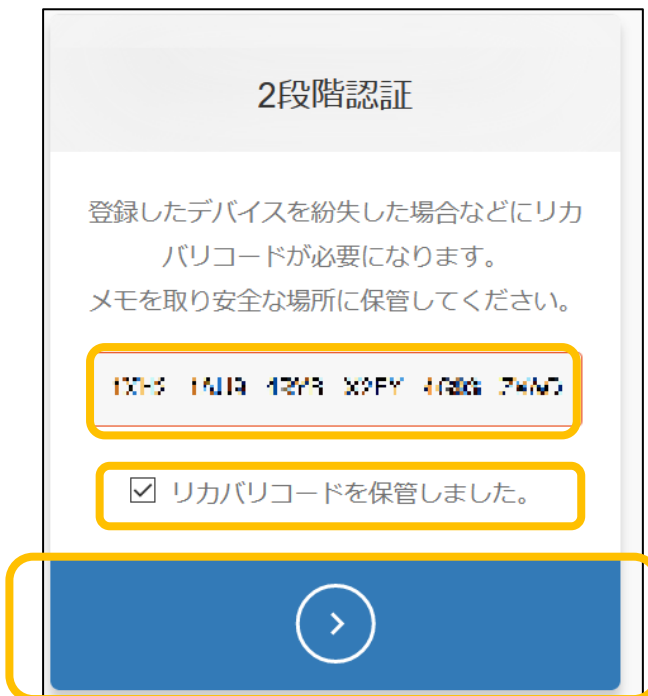 2段階認証
登録したデバイスを紛失した場合などにリカ
バリコードが必要になります。
メモを取り安全な場所に保管してください。
リカバリコードを保管しました。